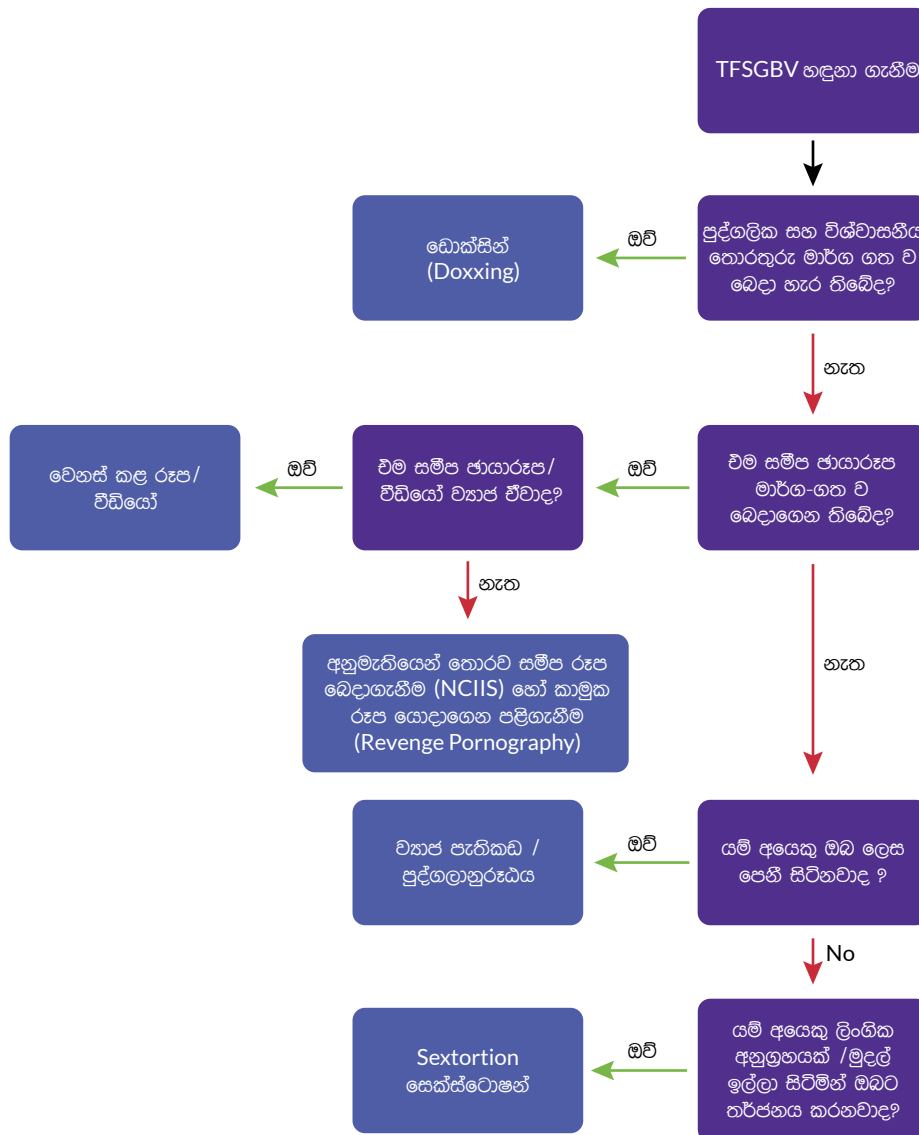 TFSGBV හඳුනා ගැනීම
පුද්ගලික සහ විශ්වාසනීය
තොරතුරු මාර්ග ගත ව
බෙදා හැර තිබේද?
ඔව්
ඩොක්සින්
(Doxxing)
නැත
එම සමීප ඡායාරූප
මාර්ග-ගත ව
බෙදාගෙන තිබේද?
ඔව්
එම සමීප ඡායාරූප/
වීඩියෝ ව්‍යාජ ඒවාද?
ඔව්
වෙනස් කළ රූප/
වීඩියෝ
නැත
අනුමැතියෙන් තොරව සමීප රූප
බෙදාගැනීම (NCIIS) හෝ කාමුක
රූප යොදාගෙන පළිගැනීම
(Revenge Pornography)
නැත
යම් අයෙකු ඔබ ලෙස
පෙනී සිටිනවාද ?
ඔව්
ව්‍යාජ පැතිකඩ /
පුද්ගලානුරූඨය
No
යම් අයෙකු ලිංගික
අනුග්‍රහයක් /මුදල්
ඉල්ලා සිටිමින් ඔබට
තර්ජනය කරනවාද?
ඔව්
Sextortion
සෙක්ස්ටොෂන්